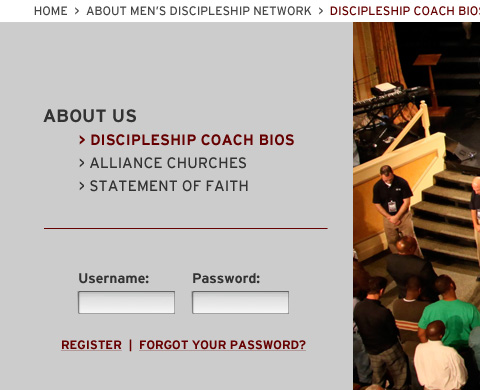 HOME > ABOUT MEN'S DISCIPLESHIP NETWORK > DISCIPLESHIP COACH BIOS
ABOUT US
> DISCIPLESHIP COACH BIOS
> ALLIANCE CHURCHES
> STATEMENT OF FAITH
Username: Password:
REGISTER | FORGOT YOUR PASSWORD?